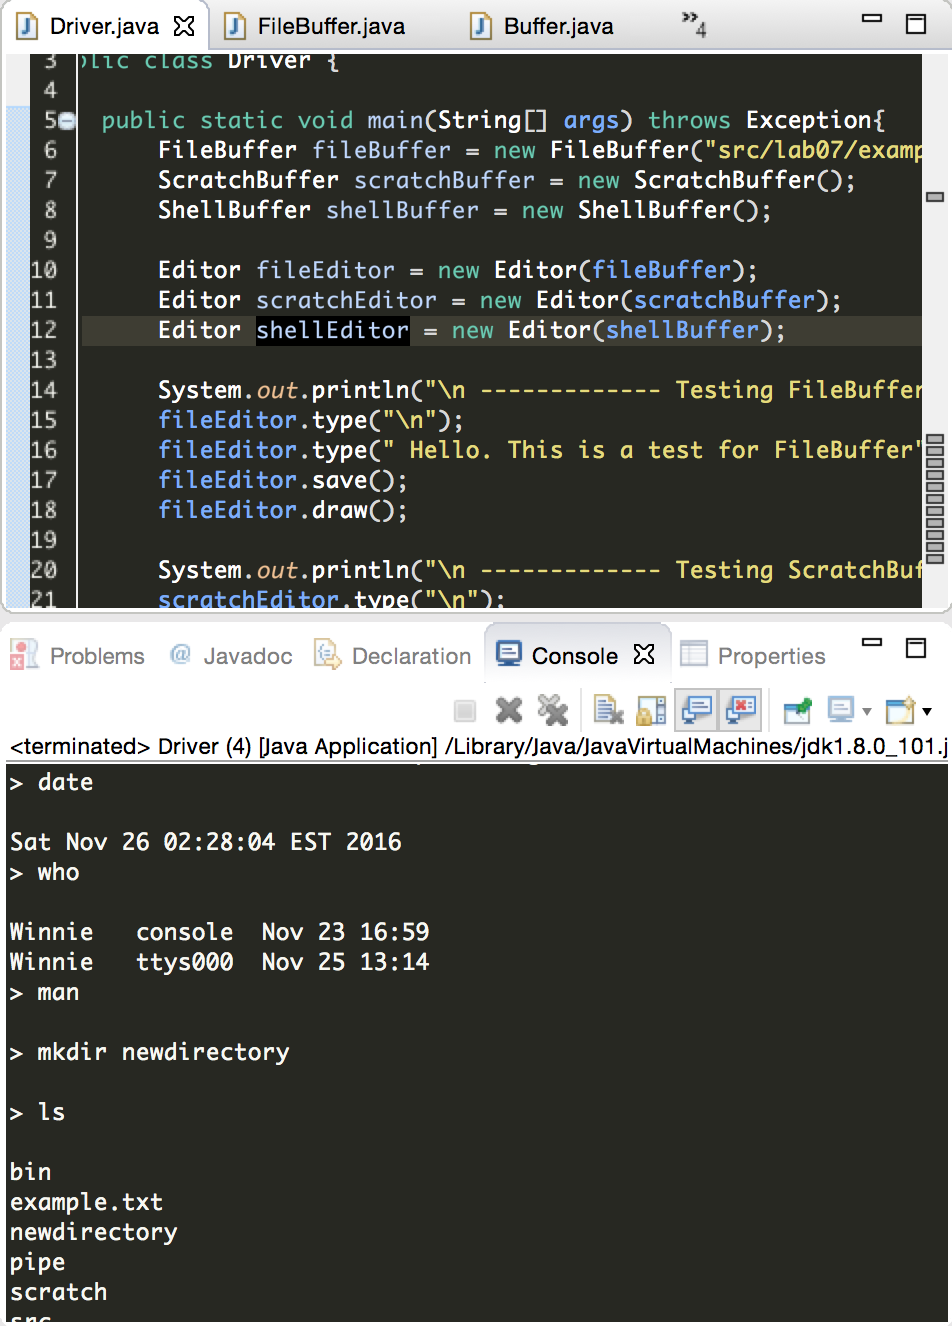 Driver.java FileBuffer.java Buffer.java »4
3 lic class Driver {
4
5 public static void main(String[] args) throws Exception{
6 FileBuffer fileBuffer = new FileBuffer("src/lab07/examp
7 ScratchBuffer scratchBuffer = new ScratchBuffer();
8 ShellBuffer shellBuffer = new ShellBuffer();
9
10 Editor fileEditor = new Editor(fileBuffer);
11 Editor scratchEditor = new Editor(scratchBuffer);
12 Editor shellEditor = new Editor(shellBuffer);
13
14 System.out.println("\n ------------- Testing FileBuffer
15 fileEditor.type("\n");
16 fileEditor.type(" Hello. This is a test for FileBuffer"
17 fileEditor.save();
18 fileEditor.draw();
19
20 System.out.println("\n ------------- Testing ScratchBuf
21 scratchEditor.type("\n");
Problems @ Javadoc Declaration Console Properties
<terminated> Driver (4) [Java Application] /Library/Java/JavaVirtualMachines/jdk1.8.0_101.j
> date
Sat Nov 26 02:28:04 EST 2016
> who
Winnie console Nov 23 16:59
Winnie ttys000 Nov 25 13:14
> man
> mkdir newdirectory
> ls
bin
example.txt
newdirectory
pipe
scratch
src